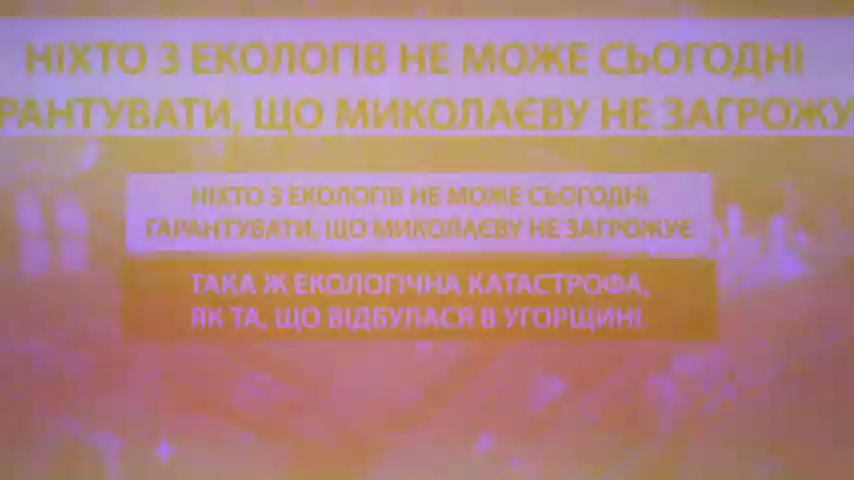 НІХТО З ЕКОЛОГІВ НЕ МОЖЕ СЬОГОДНІ
РАНТУВАТИ, ЩО МИКОЛАЄВУ НЕ ЗАГРОЖУ
НІХТО З ЕКОЛОГІВ НЕ МОЖЕ СЬОГОДНІ
ГАРАНТУВАТИ, ЩО МИКОЛАЄВУ НЕ ЗАГРОЖУЄ
ТАКА Ж ЕКОЛОГІЧНА КАТАСТРОФА,
ЯК ТА, ЩО ВІДБУЛАСЯ В УГОРЩИНІ.